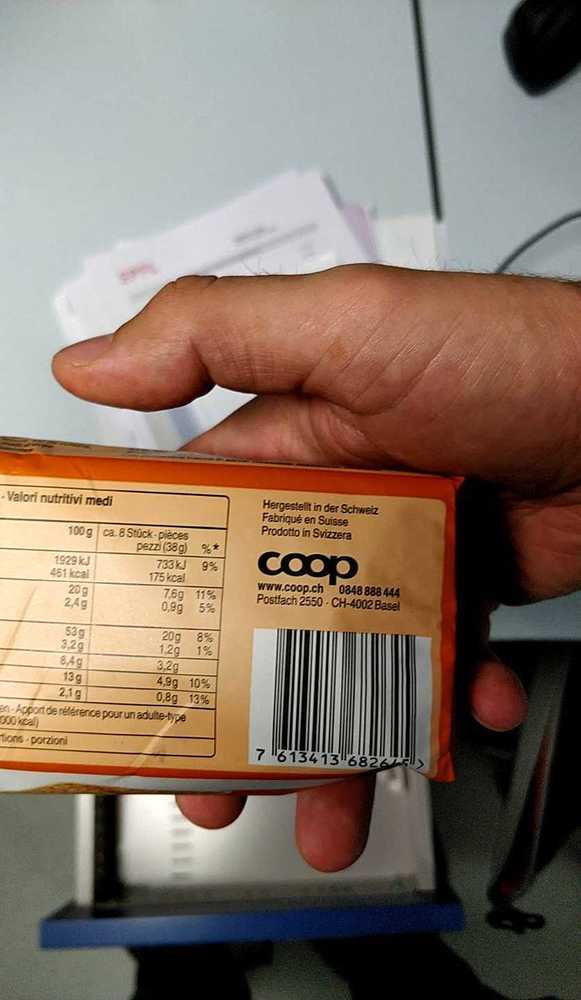 - Valori nutritivi medi
100 g ca. 8 Stück - pièces
pezzi (38 g) %*
1929 kJ 733 kJ 9%
461 kcal 175 kcal
20 g 7,6g 11%
2,4 g 0,9g 5%
53 g 20g 8%
3,2 g 1,2g 1%
8,4 g 3,2g
13 g 4,9g 10%
2,1 g 0,8g 13%
en - Apport de référence pour un adulte-type
000 kcal)
tions - porzioni
Hergestellt in der Schweiz
Fabriqué en Suisse
Prodotto in Svizzera
coop
www.coop.ch 0848 888 444
Postfach 2550 - CH-4002 Basel
7 613413 682645 >